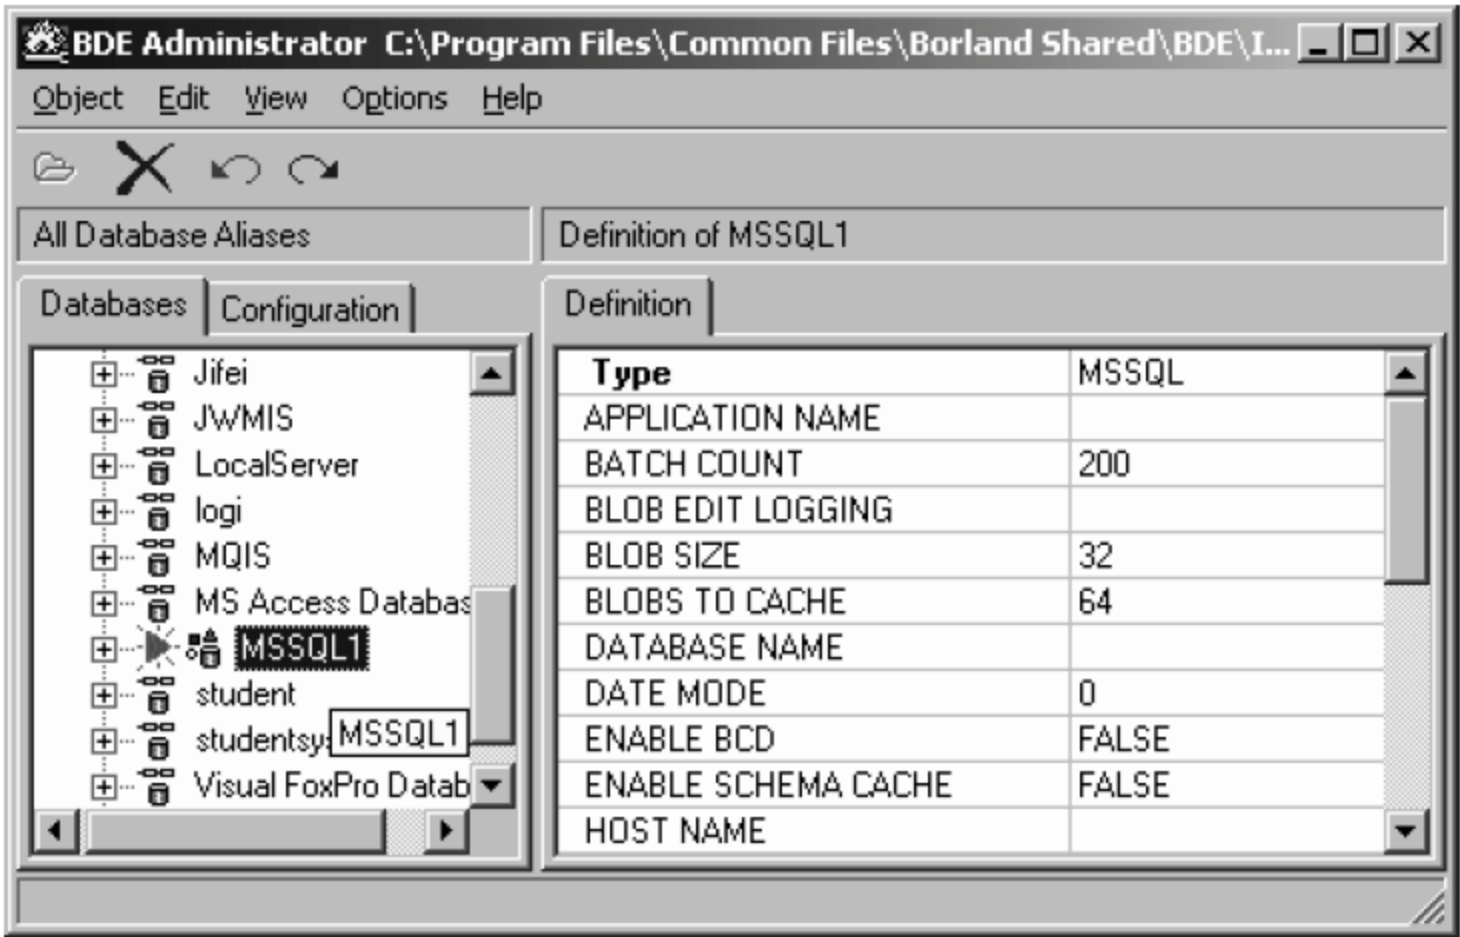 BDE Administrator C:\Program Files\Common Files\Borland Shared\BDE\I...
Object Edit View Options Help
All Database Aliases
Definition of MSSQL1
Databases Configuration
Definition
Jifei
JWMIS
LocalServer
logi
MQIS
MS Access Databas
MSSQL1
student
studentsys
MSSQL1
Visual FoxPro Datab
Type MSSQL
APPLICATION NAME
BATCH COUNT 200
BLOB EDIT LOGGING
BLOB SIZE 32
BLOBS TO CACHE 64
DATABASE NAME
DATE MODE 0
ENABLE BCD FALSE
ENABLE SCHEMA CACHE FALSE
HOST NAME